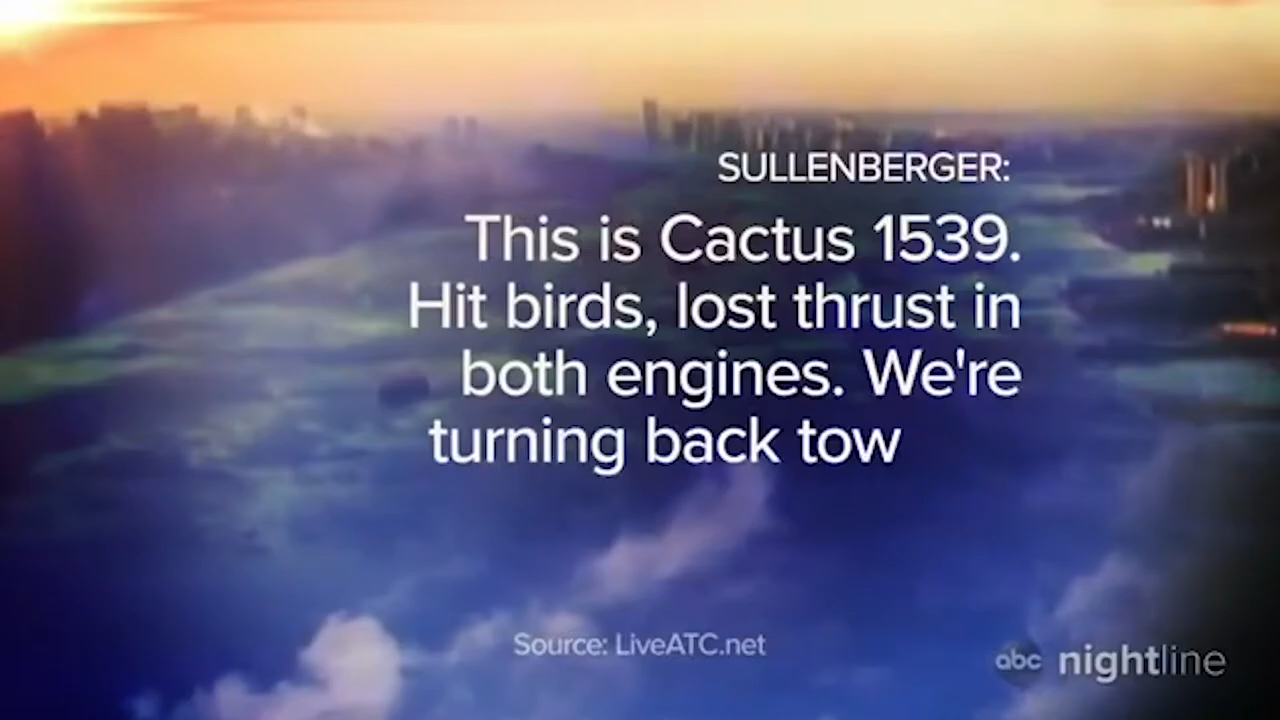 SULLENBERGER:
This is Cactus 1539.
Hit birds, lost thrust in
both engines. We're
turning back tow
Source: LiveATC.net
abc nightline